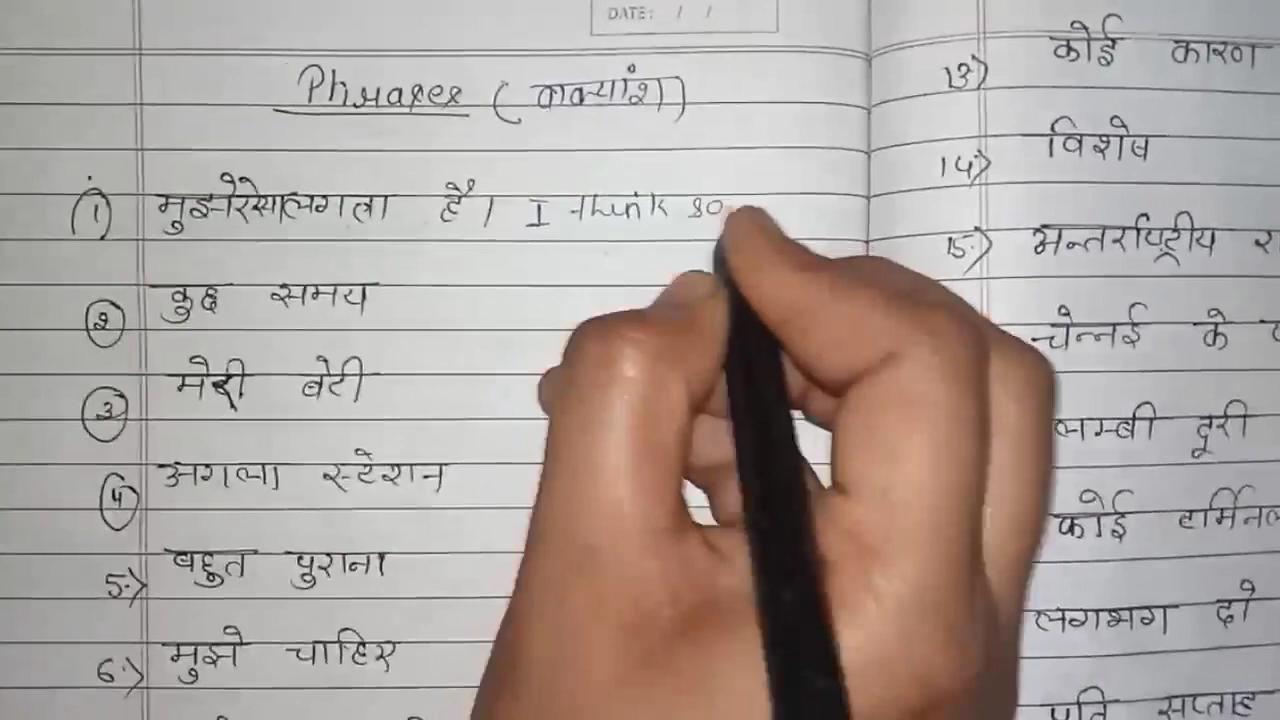 DATE: / /
Phrases (वाक्यांश)
(1) मुझे ऐसा लगता है। I think so
(2) कुछ समय
(3) मेरी बेटी
(4) अगला स्टेशन
5.) बहुत पुराना
6.) मुझे चाहिए
13) कोई कारण
14) विशेष
15.) अन्तर्राष्ट्रीय
चेन्नई के
लम्बी दूरी
कोई टर्मिनल
लगभग दो
प्रति सप्ताह